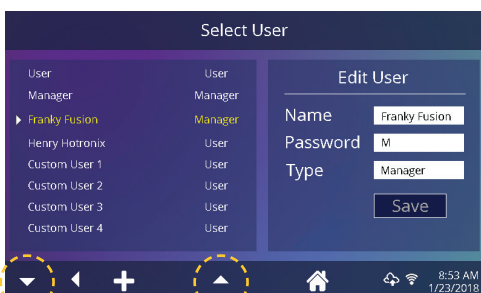 Select User
User User
Manager Manager
Franky Fusion Manager
Henry Hotronix User
Custom User 1 User
Custom User 2 User
Custom User 3 User
Custom User 4 User
Edit User
Name Franky Fusion
Password M
Type Manager
Save
8:53 AM
1/23/2018